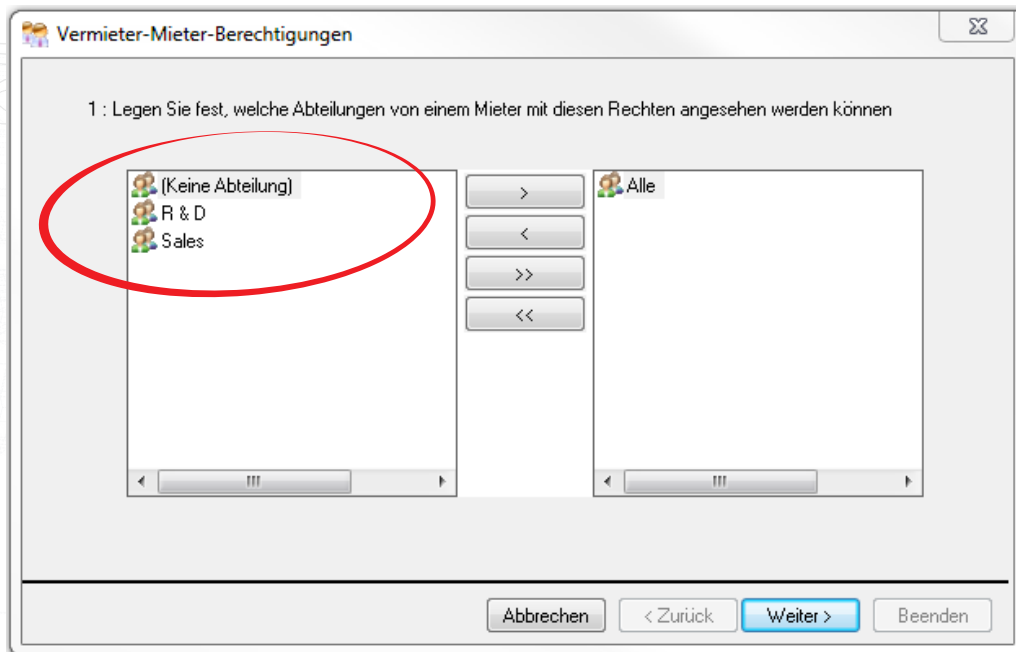 Vermieter-Mieter-Berechtigungen
1 : Legen Sie fest, welche Abteilungen von einem Mieter mit diesen Rechten angesehen werden können
(Keine Abteilung)
R & D
Sales
>
<
>>
<<
Alle
Abbrechen
< Zurück
Weiter >
Beenden